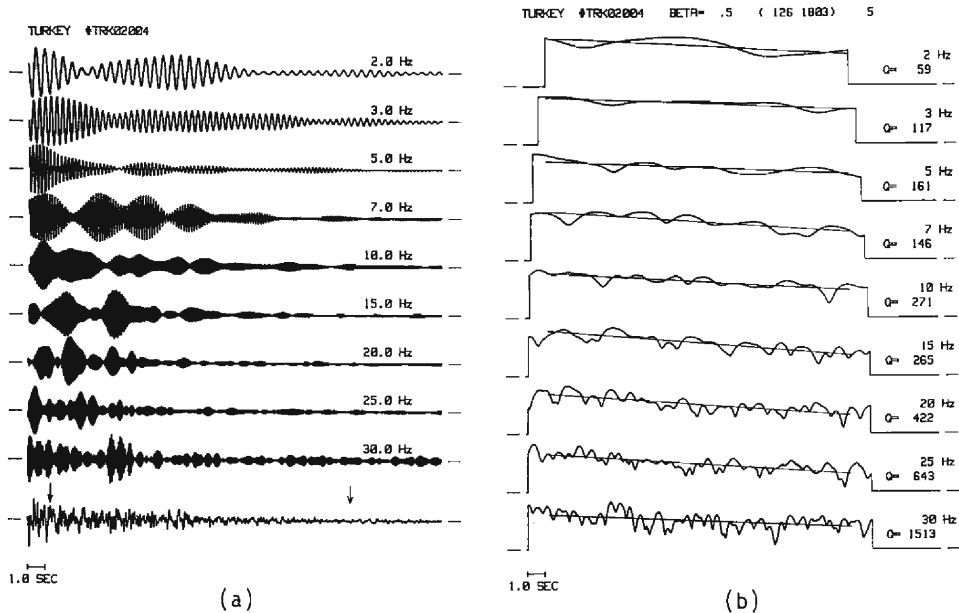 TURKEY #TRK02004
2.0 Hz
3.0 Hz
5.0 Hz
7.0 Hz
10.0 Hz
15.0 Hz
20.0 Hz
25.0 Hz
30.0 Hz
1.0 SEC
(a)
TURKEY #TRK02004 BETA= .5 ( 126 1803) 5
2 Hz
Q= 59
3 Hz
Q= 117
5 Hz
Q= 161
7 Hz
Q= 146
10 Hz
Q= 271
15 Hz
Q= 265
20 Hz
Q= 422
25 Hz
Q= 643
30 Hz
Q= 1513
1.0 SEC
(b)